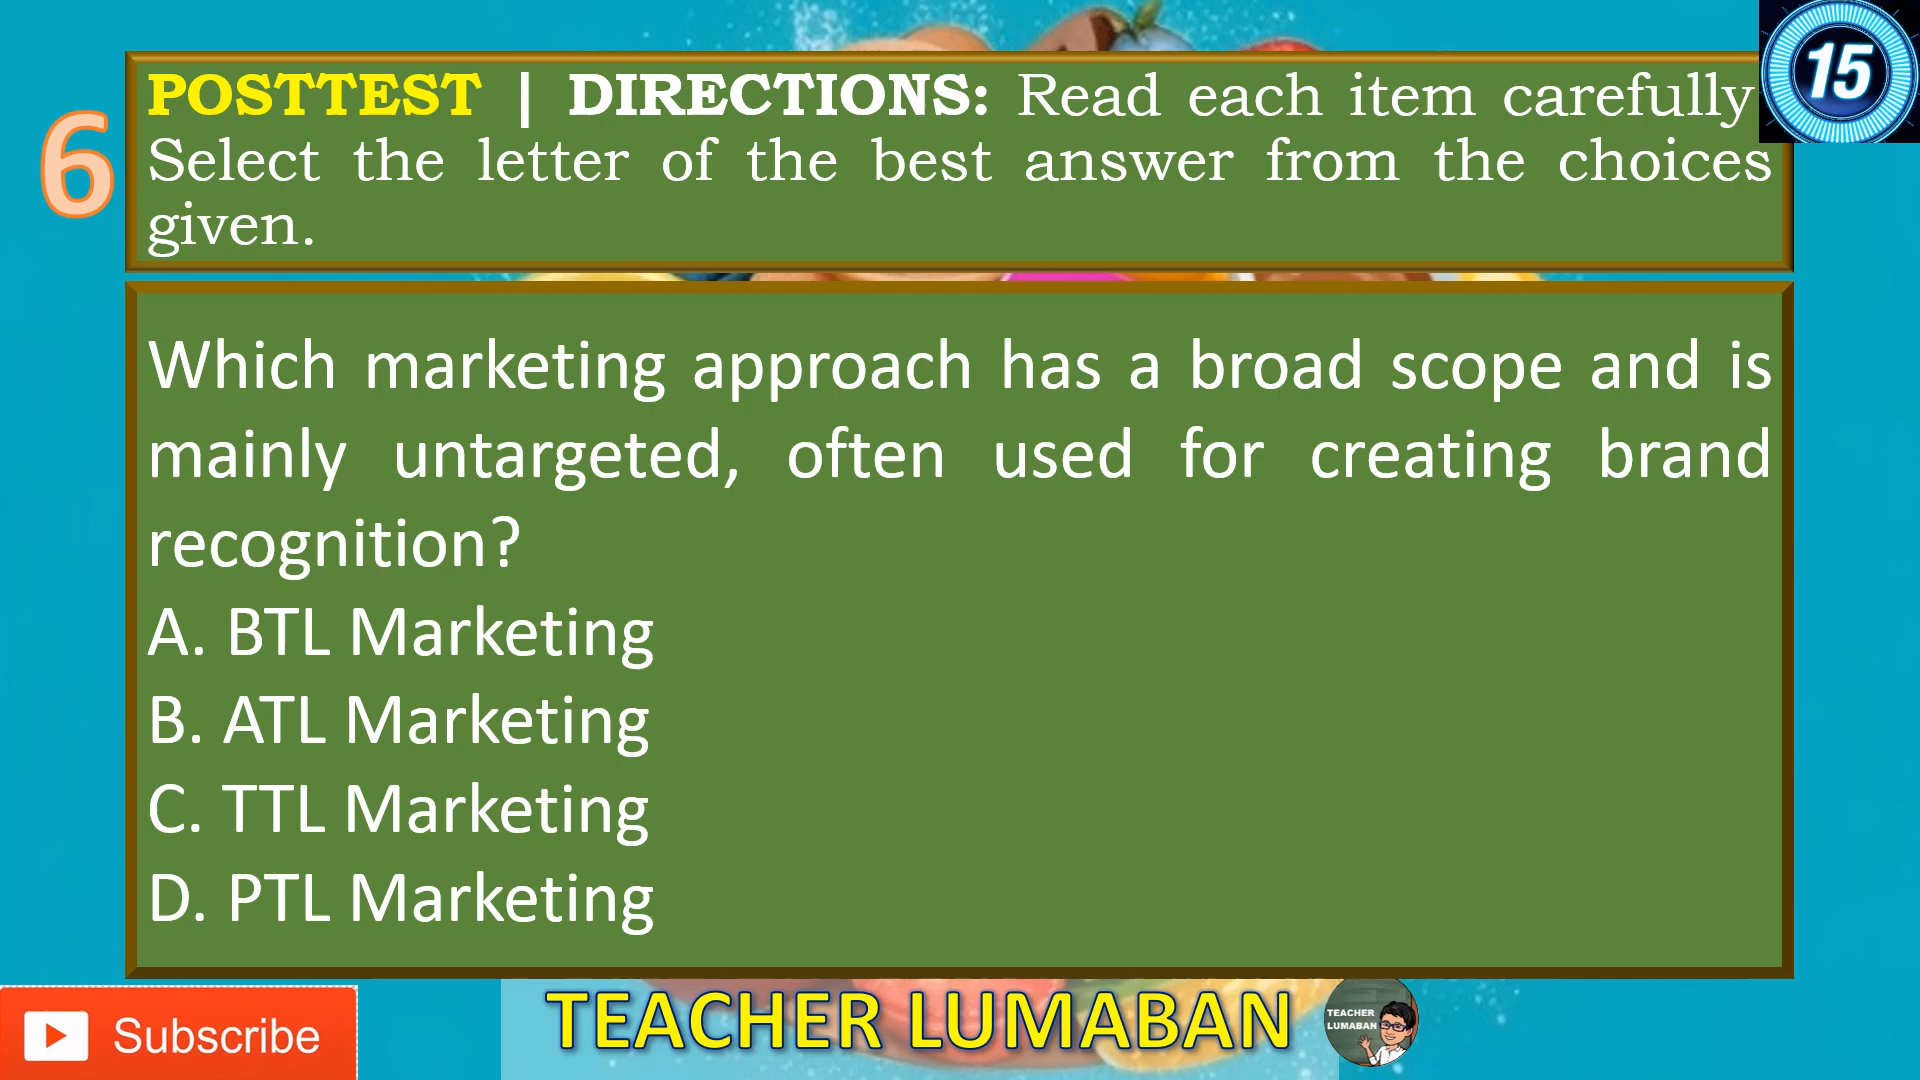 15
6
POSTTEST | DIRECTIONS: Read each item carefully
Select the letter of the best answer from the choices
given.
Which marketing approach has a broad scope and is
mainly untargeted, often used for creating brand
recognition?
A. BTL Marketing
B. ATL Marketing
C. TTL Marketing
D. PTL Marketing
Subscribe
TEACHER LUMABAN
TEACHER
LUMABAN